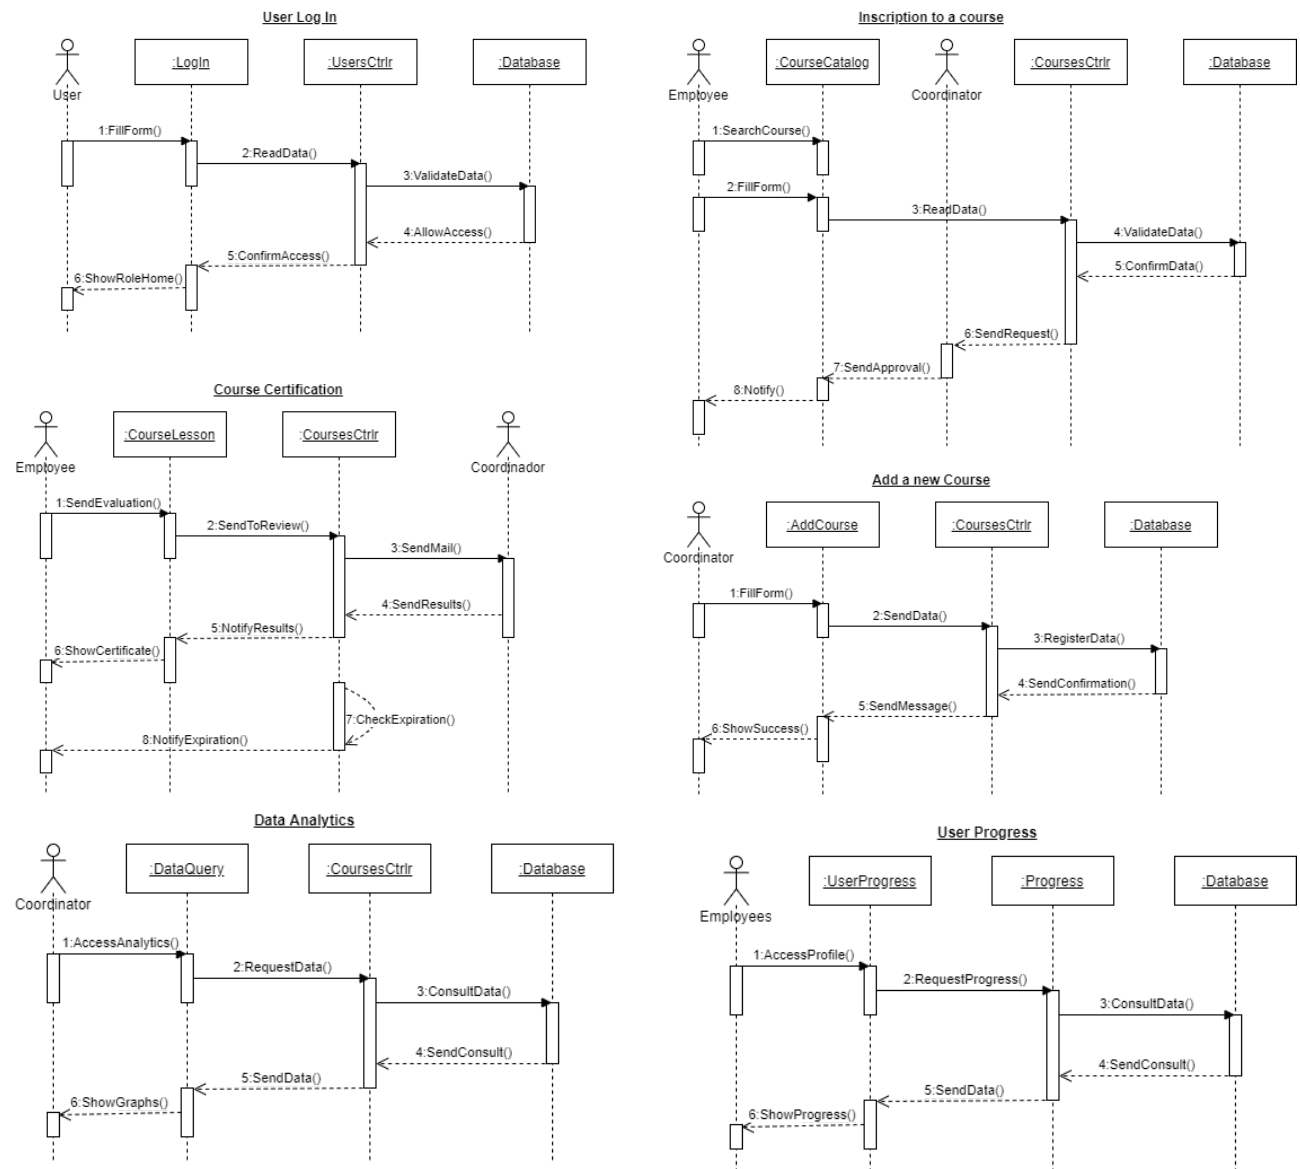 User Log In
User
:LogIn
:UsersCtrlr
:Database
1:FillForm()
2:ReadData()
3:ValidateData()
4:AllowAccess()
5:ConfirmAccess()
6:ShowRoleHome()
Inscription to a course
Employee
:CourseCatalog
Coordinator
:CoursesCtrlr
:Database
1:SearchCourse()
2:FillForm()
3:ReadData()
4:ValidateData()
5:ConfirmData()
6:SendRequest()
7:SendApproval()
8:Notify()
Course Certification
Employee
:CourseLesson
:CoursesCtrlr
Coordinador
1:SendEvaluation()
2:SendToReview()
3:SendMail()
4:SendResults()
5:NotifyResults()
6:ShowCertificate()
7:CheckExpiration()
8:NotifyExpiration()
Add a new Course
Coordinator
:AddCourse
:CoursesCtrlr
:Database
1:FillForm()
2:SendData()
3:RegisterData()
4:SendConfirmation()
5:SendMessage()
6:ShowSuccess()
Data Analytics
Coordinator
:DataQuery
:CoursesCtrlr
:Database
1:AccessAnalytics()
2:RequestData()
3:ConsultData()
4:SendConsult()
5:SendData()
6:ShowGraphs()
User Progress
Employees
:UserProgress
:Progress
:Database
1:AccessProfile()
2:RequestProgress()
3:ConsultData()
4:SendConsult()
5:SendData()
6:ShowProgress()